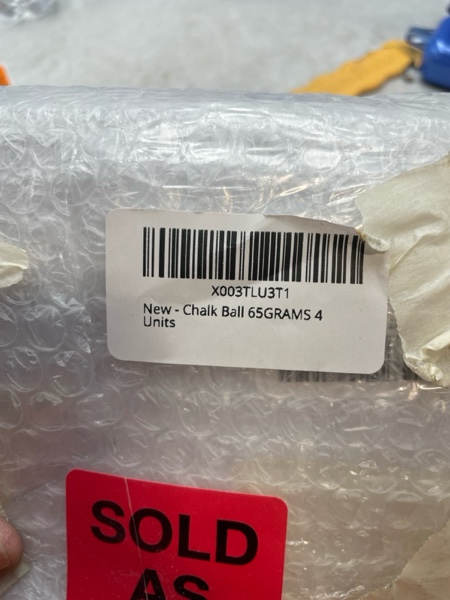 X003TLU3T1
New - Chalk Ball 65GRAMS 4
Units
SOLD
AS